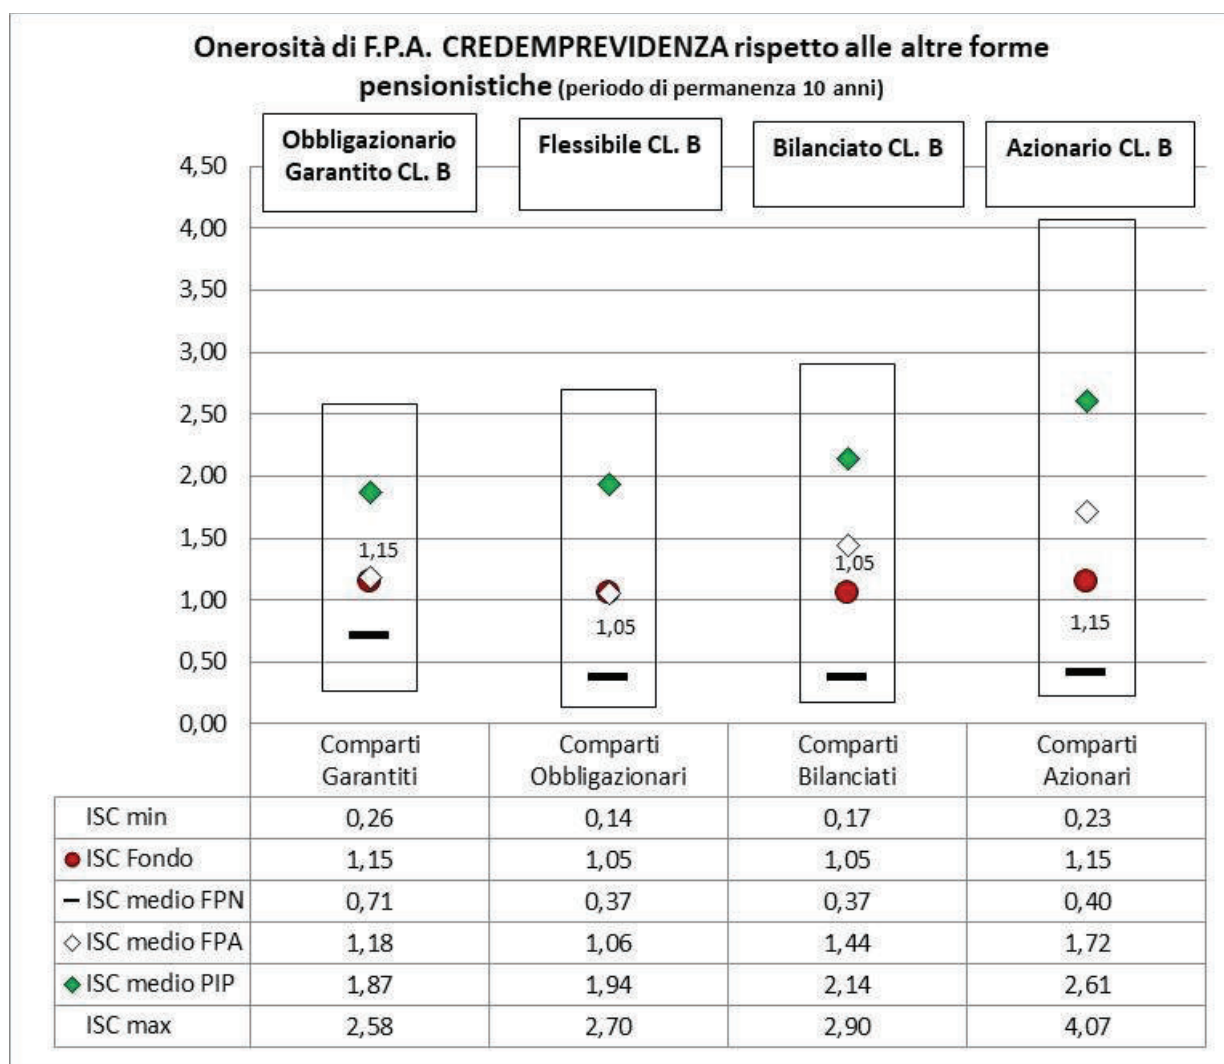 Onerosità di F.P.A. CREDEMPREVIDENZA rispetto alle altre forme
pensionistiche (periodo di permanenza 10 anni)
Obbligazionario
Garantito CL. B
Flessibile CL. B
Bilanciato CL. B
Azionario CL. B
4,50
4,00
3,50
3,00
2,50
2,00
1,50
1,00
0,50
0,00
1,15
1,05
1,05
1,15
Comparti
Garantiti
Comparti
Obbligazionari
Comparti
Bilanciati
Comparti
Azionari
ISC min 0,26 0,14 0,17 0,23
ISC Fondo 1,15 1,05 1,05 1,15
ISC medio FPN 0,71 0,37 0,37 0,40
ISC medio FPA 1,18 1,06 1,44 1,72
ISC medio PIP 1,87 1,94 2,14 2,61
ISC max 2,58 2,70 2,90 4,07